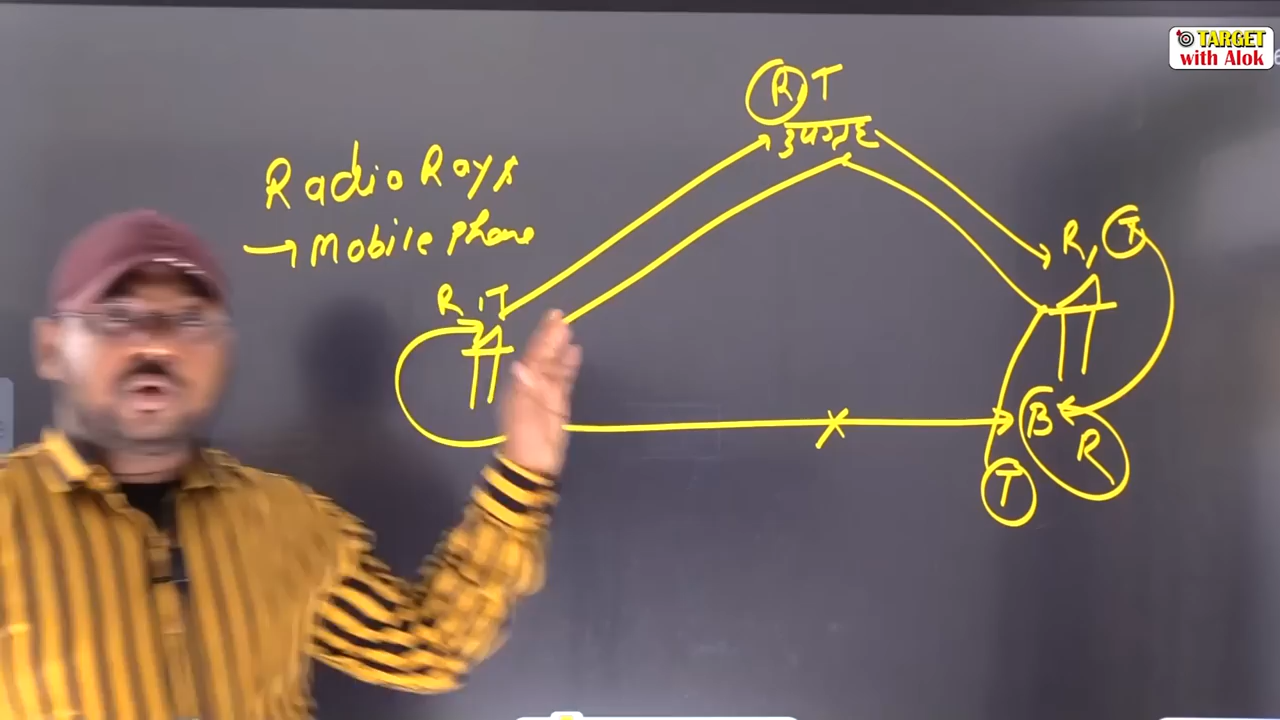 TARGET
with Alok
R, T
उपग्रह
Radio Rays
→ Mobile phone
R, T
R, T
B
R
T